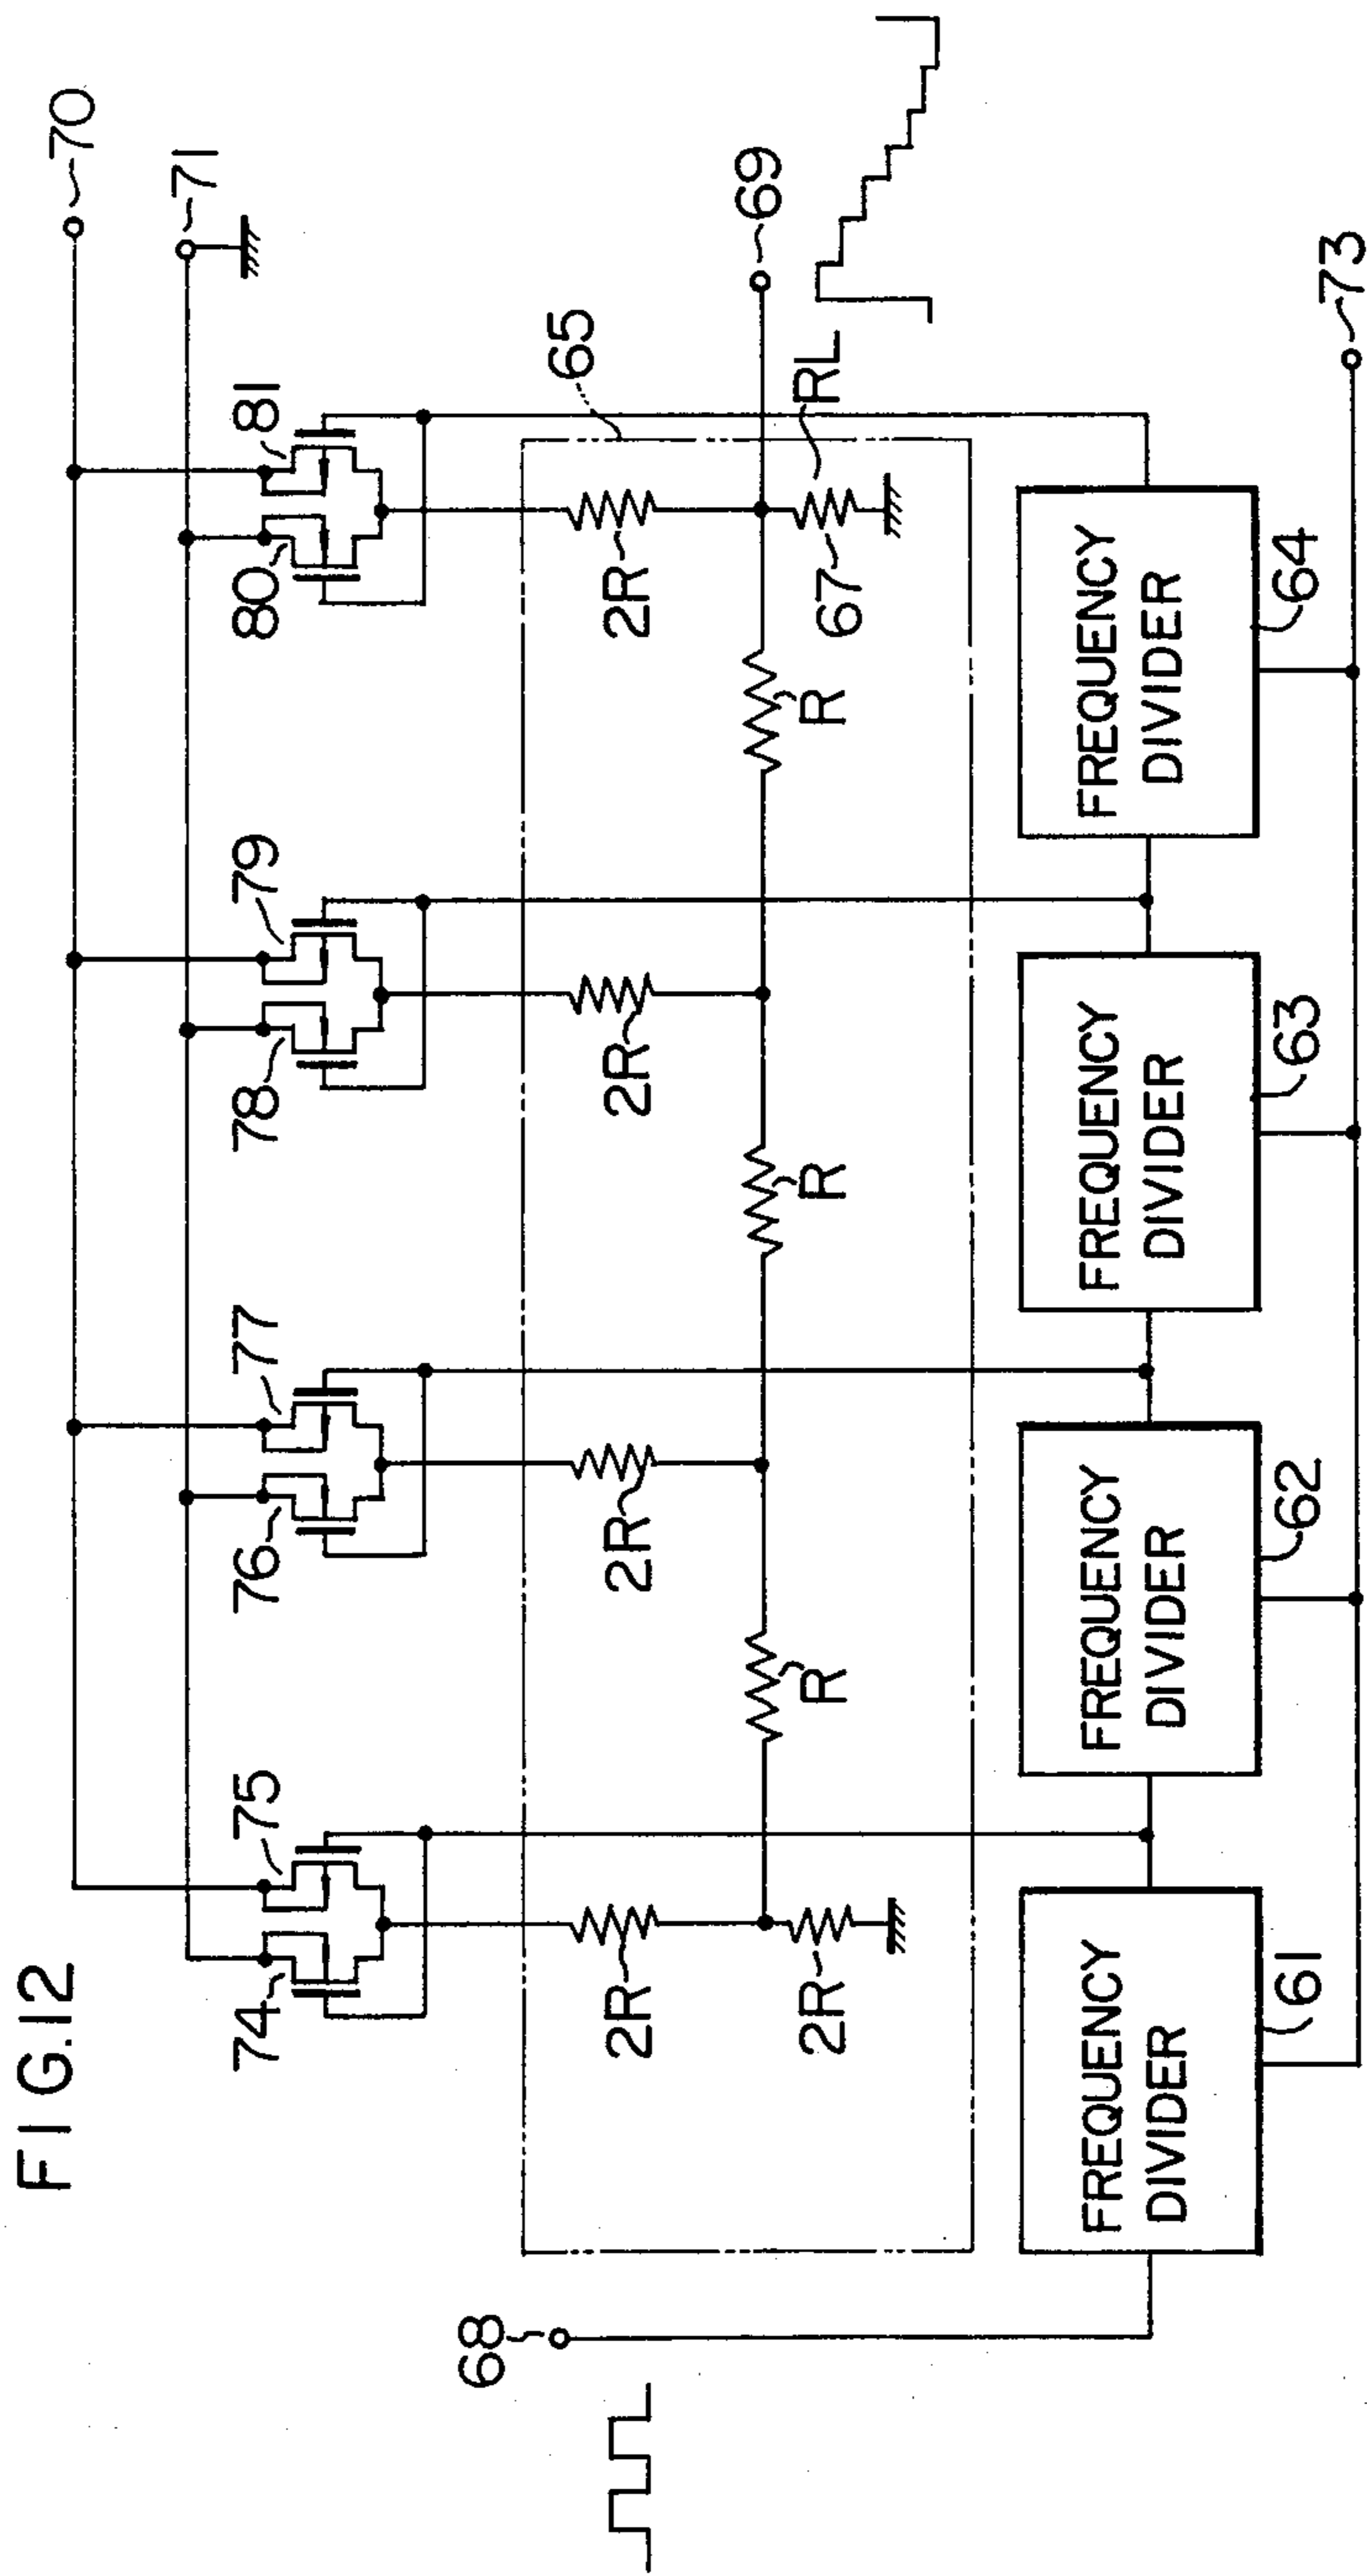 FIG.12
70
71
74
75
76
77
78
79
80
81
65
2R
2R
2R
2R
69
68
R
R
R
2R
67
RL
FREQUENCY
DIVIDER
61
FREQUENCY
DIVIDER
62
FREQUENCY
DIVIDER
63
FREQUENCY
DIVIDER
64
73